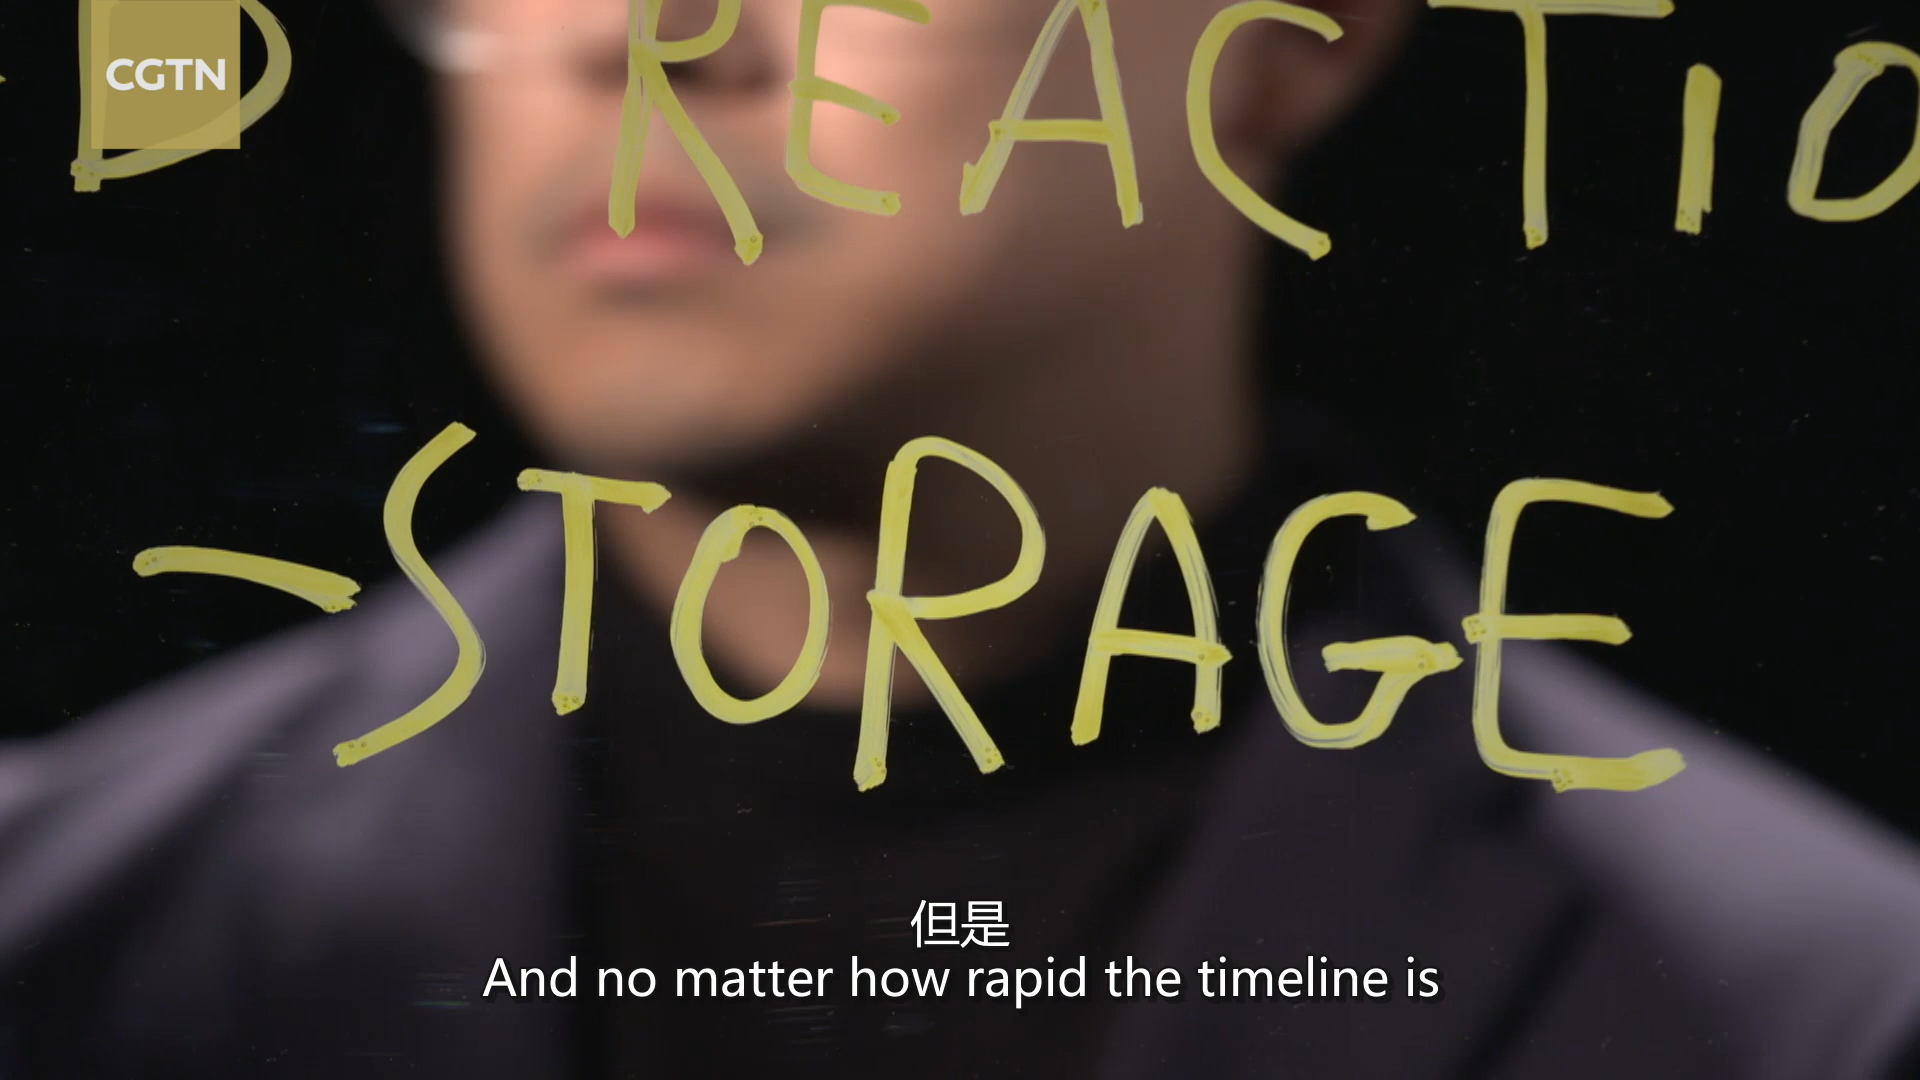 CGTN
D REACTIO
-STORAGE
但是
And no matter how rapid the timeline is